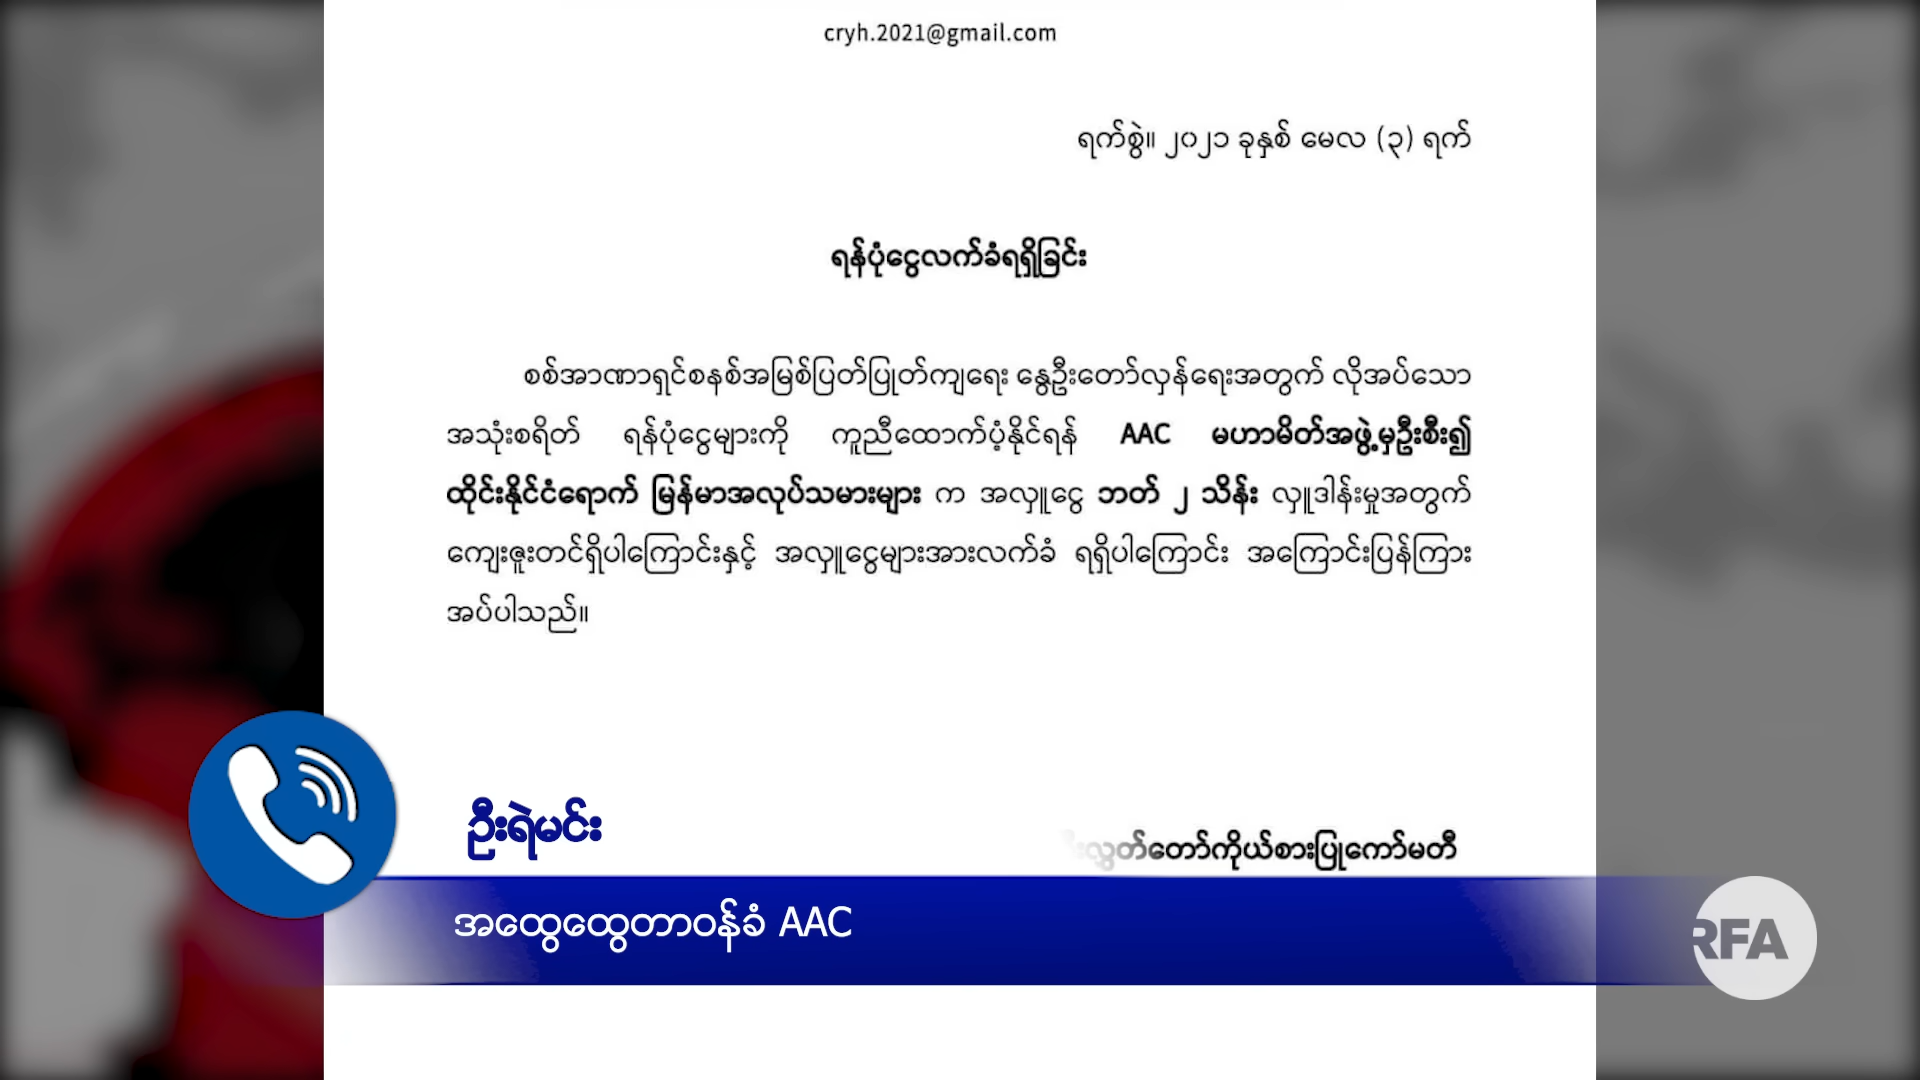 cryh.2021@gmail.com
ရက်စွဲ။ ၂၀၂၁ ခုနှစ် မေလ (၃) ရက်
ရန်ပုံငွေလက်ခံရရှိခြင်း
စစ်အာဏာရှင်စနစ်အမြစ်ပြတ်ပြုတ်ကျရေး နွေဦးတော်လှန်ရေးအတွက် လိုအပ်သော
အသုံးစရိတ် ရန်ပုံငွေများကို ကူညီထောက်ပံ့နိုင်ရန် AAC မဟာမိတ်အဖွဲ့မှဦးစီး၍
ထိုင်းနိုင်ငံရောက် မြန်မာအလုပ်သမားများ က အလှူငွေ ဘတ် ၂ သိန်း လှူဒါန်းမှုအတွက်
ကျေးဇူးတင်ရှိပါကြောင်းနှင့် အလှူငွေများအားလက်ခံ ရရှိပါကြောင်း အကြောင်းပြန်ကြား
အပ်ပါသည်။
ဦးရဲမင်း
လွှတ်တော်ကိုယ်စားပြုကော်မတီ
အထွေထွေတာဝန်ခံ AAC
RFA